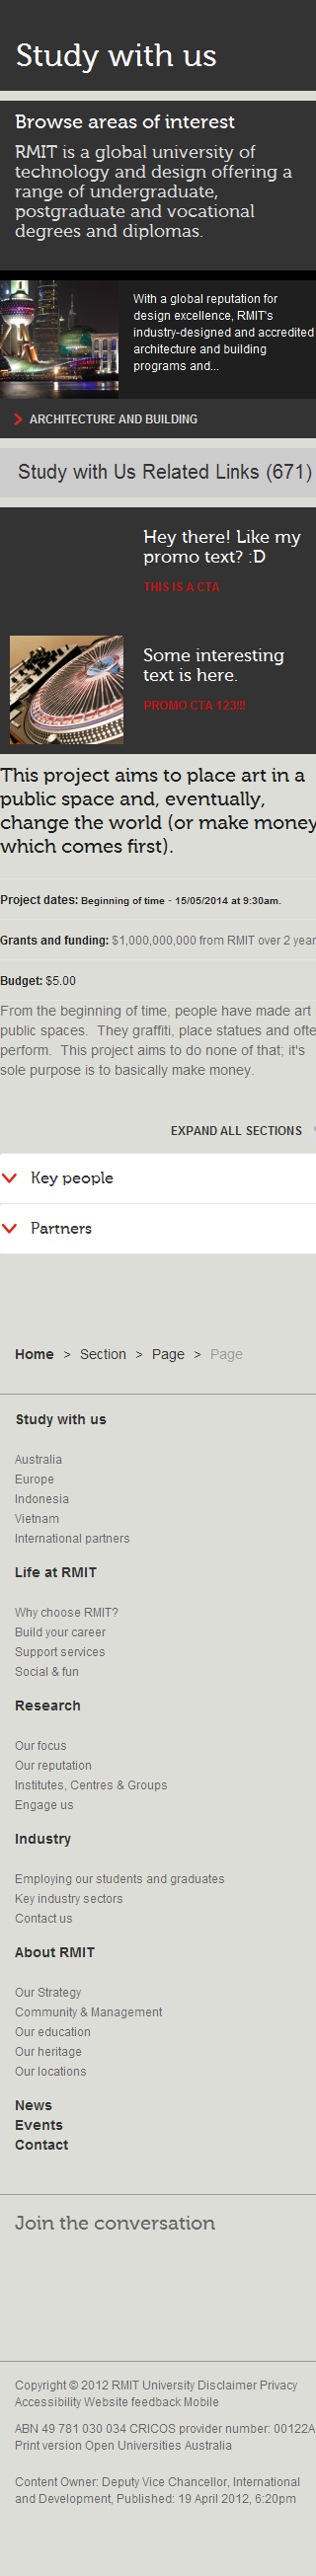 Study with us
Browse areas of interest
RMIT is a global university of
technology and design offering a
range of undergraduate,
postgraduate and vocational
degrees and diplomas.
With a global reputation for
design excellence, RMIT's
industry-designed and accredited
architecture and building
programs and...
ARCHITECTURE AND BUILDING
Study with Us Related Links (671)
Hey there! Like my
promo text? :D
THIS IS A CTA
Some interesting
text is here.
PROMO CTA 123!!!
This project aims to place art in a
public space and, eventually,
change the world (or make money
which comes first).
Project dates: Beginning of time - 15/05/2014 at 9:30am.
Grants and funding: $1,000,000,000 from RMIT over 2 year
Budget: $5.00
From the beginning of time, people have made art
public spaces. They graffiti, place statues and ofte
perform. This project aims to do none of that; it's
sole purpose is to basically make money.
EXPAND ALL SECTIONS
Key people
Partners
Home > Section > Page > Page
Study with us
Australia
Europe
Indonesia
Vietnam
International partners
Life at RMIT
Why choose RMIT?
Build your career
Support services
Social & fun
Research
Our focus
Our reputation
Institutes, Centres & Groups
Engage us
Industry
Employing our students and graduates
Key industry sectors
Contact us
About RMIT
Our Strategy
Community & Management
Our education
Our heritage
Our locations
News
Events
Contact
Join the conversation
Copyright © 2012 RMIT University Disclaimer Privacy
Accessibility Website feedback Mobile
ABN 49 781 030 034 CRICOS provider number: 00122A
Print version Open Universities Australia
Content Owner: Deputy Vice Chancellor, International
and Development, Published: 19 April 2012, 6:20pm